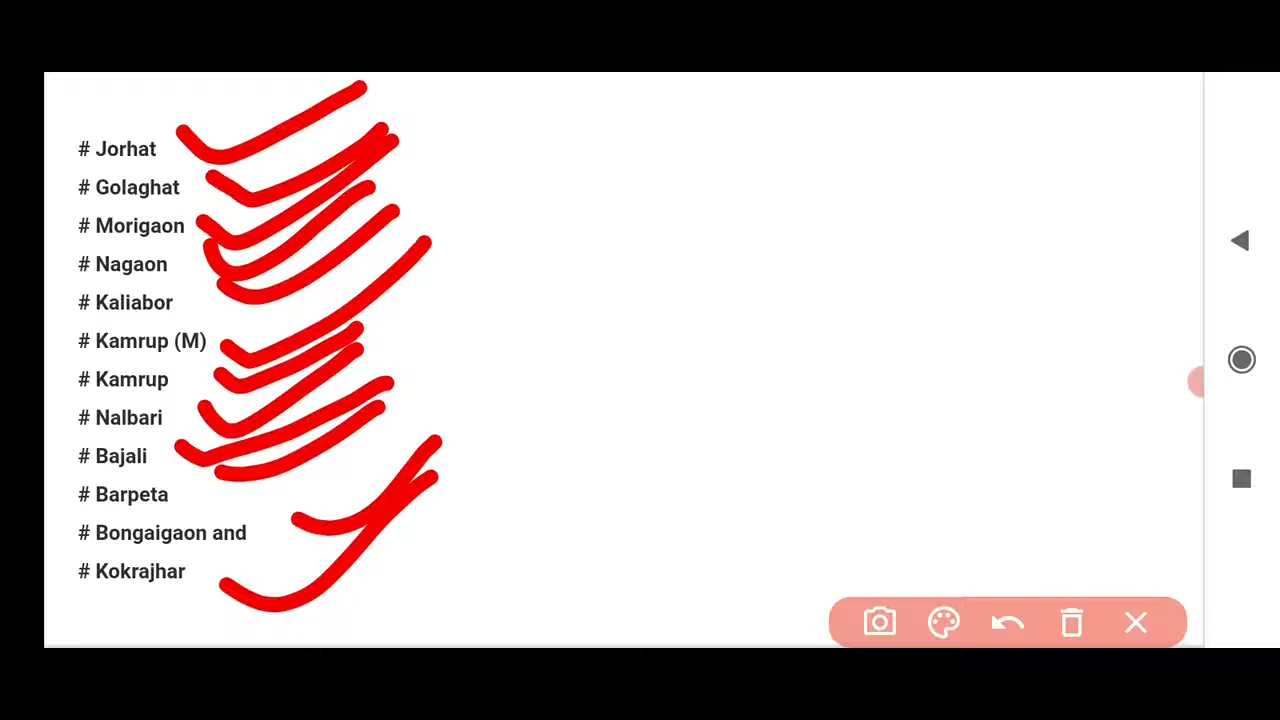 # Jorhat
# Golaghat
# Morigaon
# Nagaon
# Kaliabor
# Kamrup (M)
# Kamrup
# Nalbari
# Bajali
# Barpeta
# Bongaigaon and
# Kokrajhar